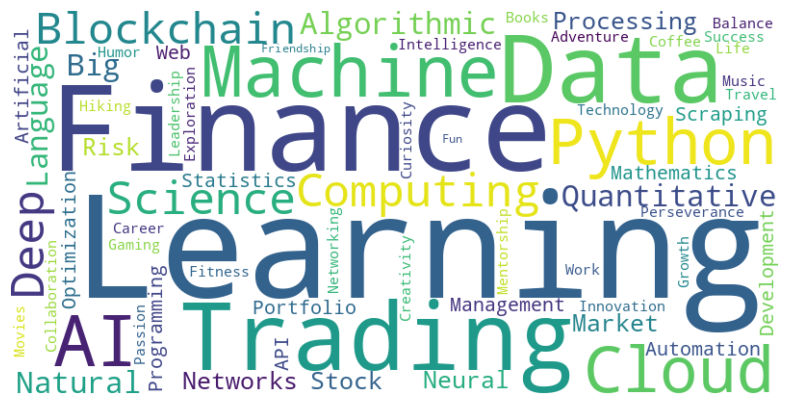 Blockchain
Algorithmic
Books
Processing
Balance
Artificial
Humor
Web
Friendship
Intelligence
Adventure
Coffee
Success
Life
Language
Big
Machine
Data
Music
Travel
Hiking
Leadership
Exploration
Finance
Curiosity
Fun
Technology
Scraping
Risk
Python
Mathematics
Science
Statistics
Computing
Quantitative
Deep
Optimization
Career
Gaming
Learning
Perseverance
Networking
Creativity
Mentorship
Fitness
Work
Growth
Development
Movies
Collaboration
Passion
Programming
Portfolio
Management
Innovation
AI
API
Trading
Market
Automation
Natural
Networks
Stock
Neural
Cloud